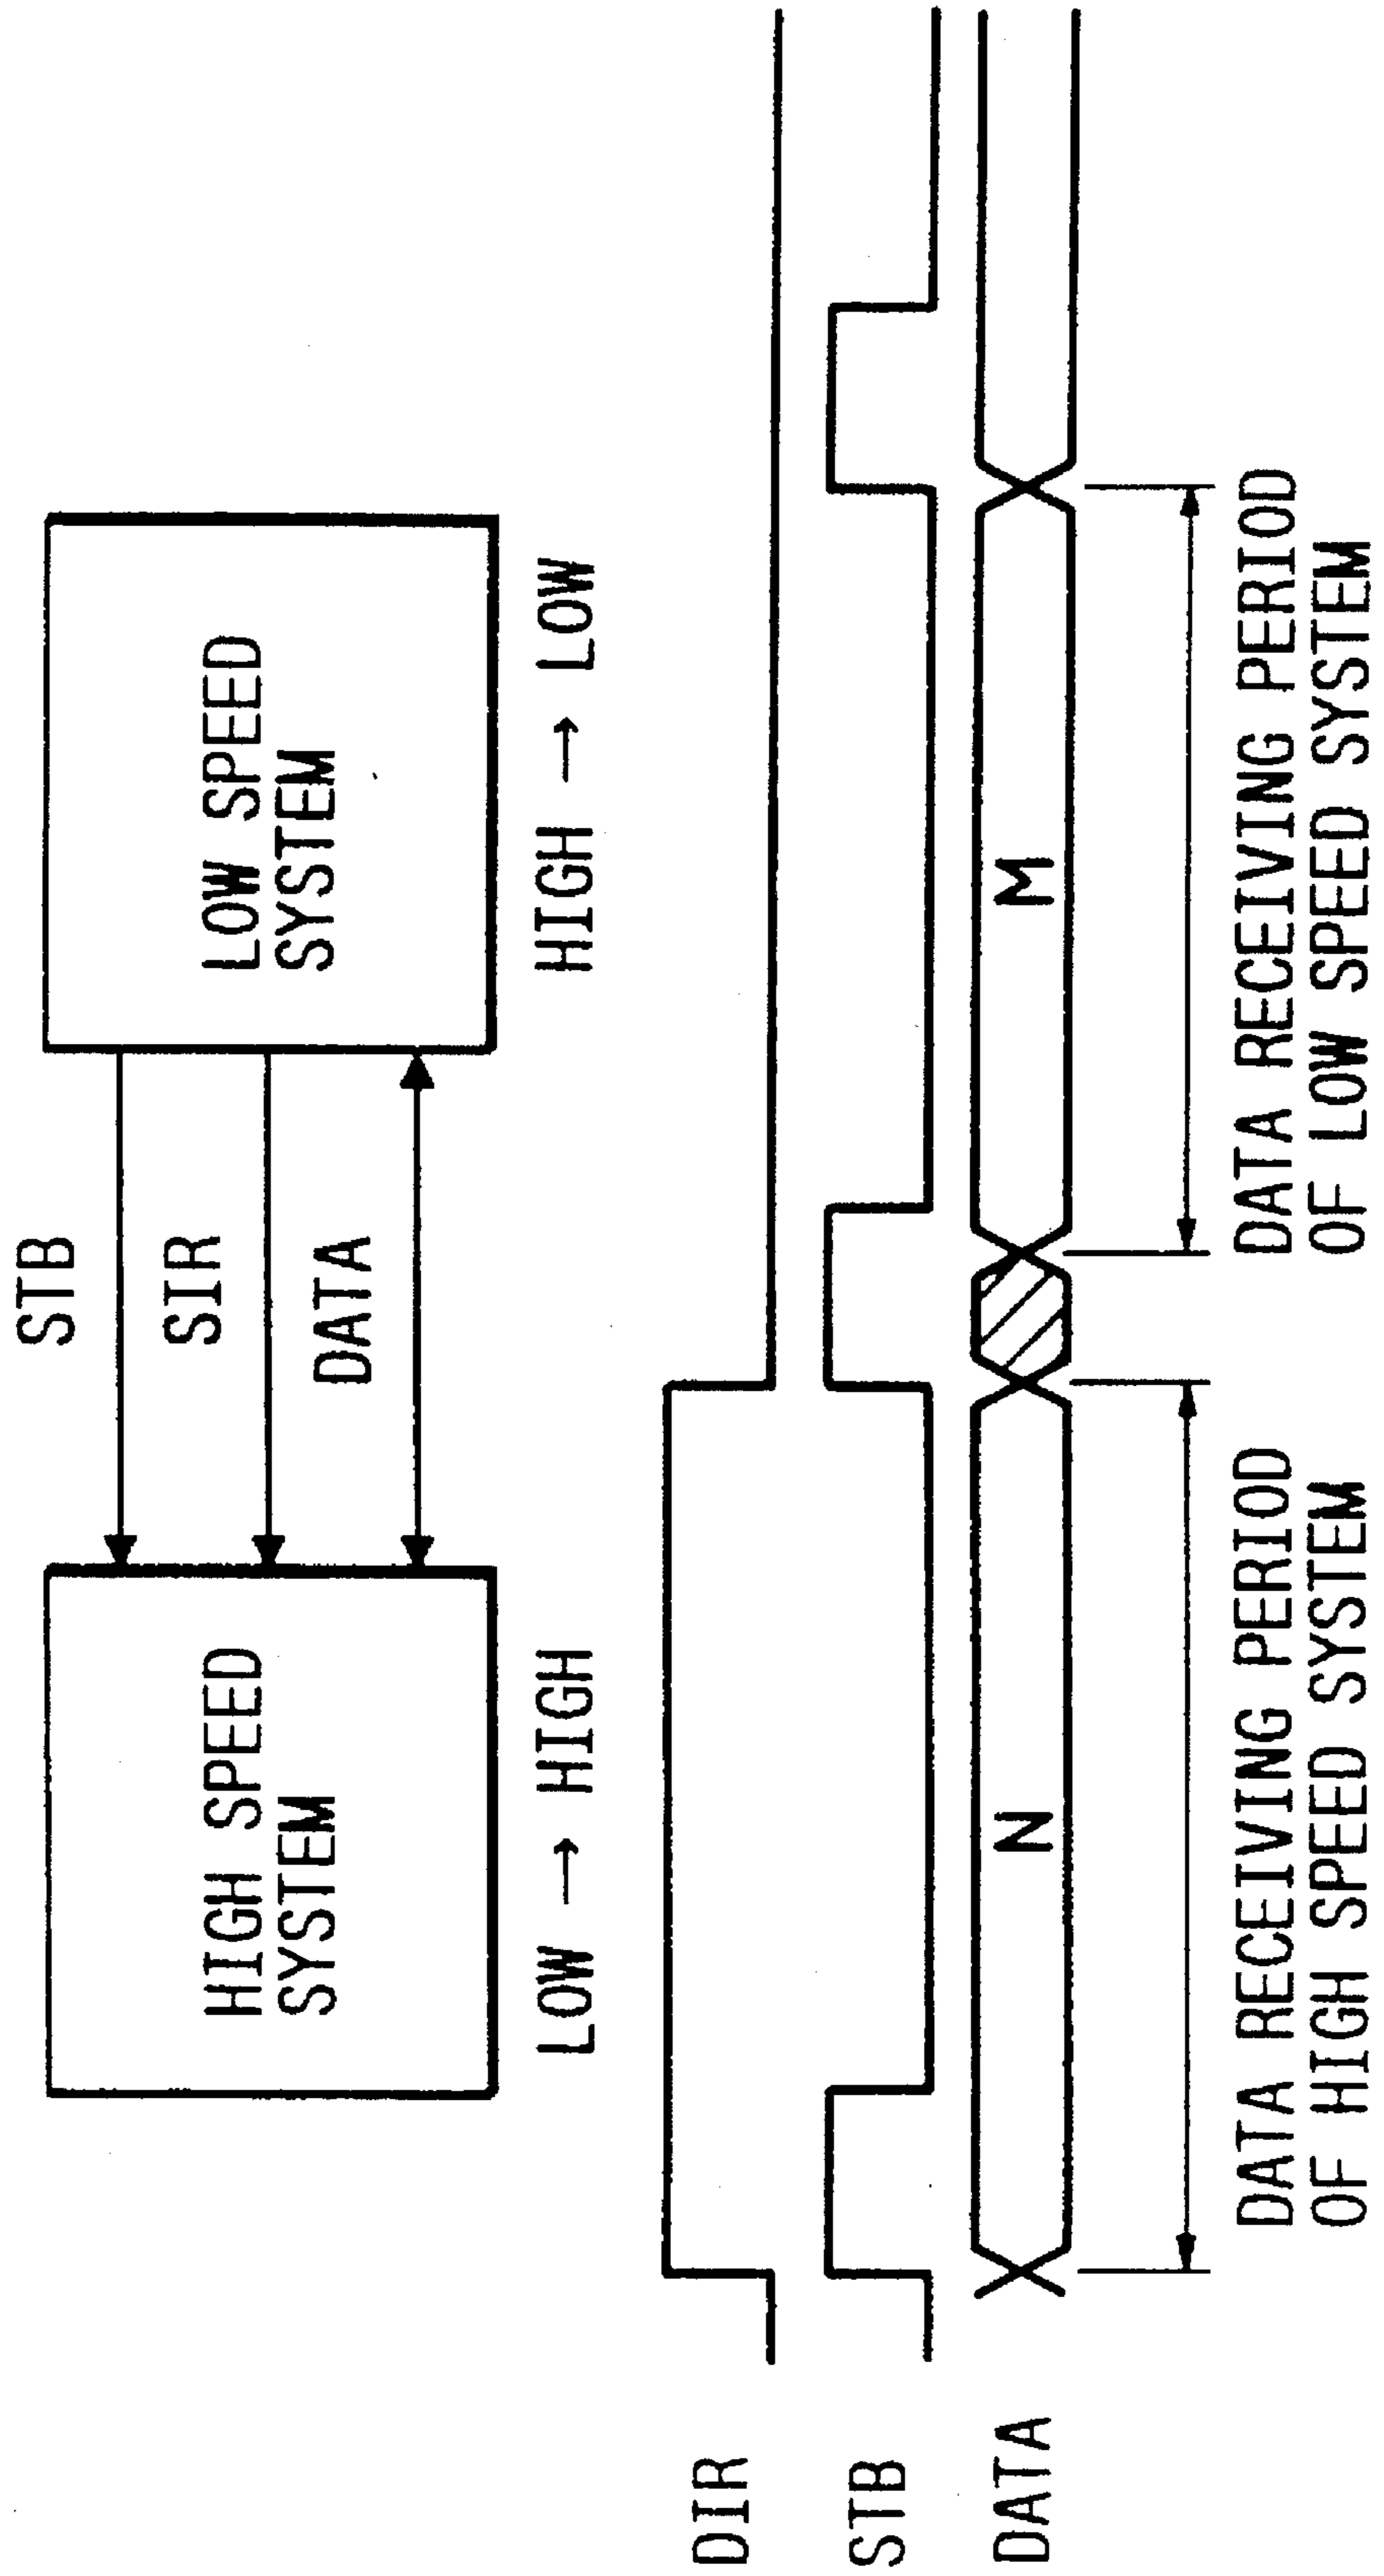 HIGH SPEED
SYSTEM
STB
SIR
DATA
LOW SPEED
SYSTEM
LOW → HIGH
HIGH → LOW
DIR
STB
DATA
N
M
DATA RECEIVING PERIOD
OF HIGH SPEED SYSTEM
DATA RECEIVING PERIOD
OF LOW SPEED SYSTEM